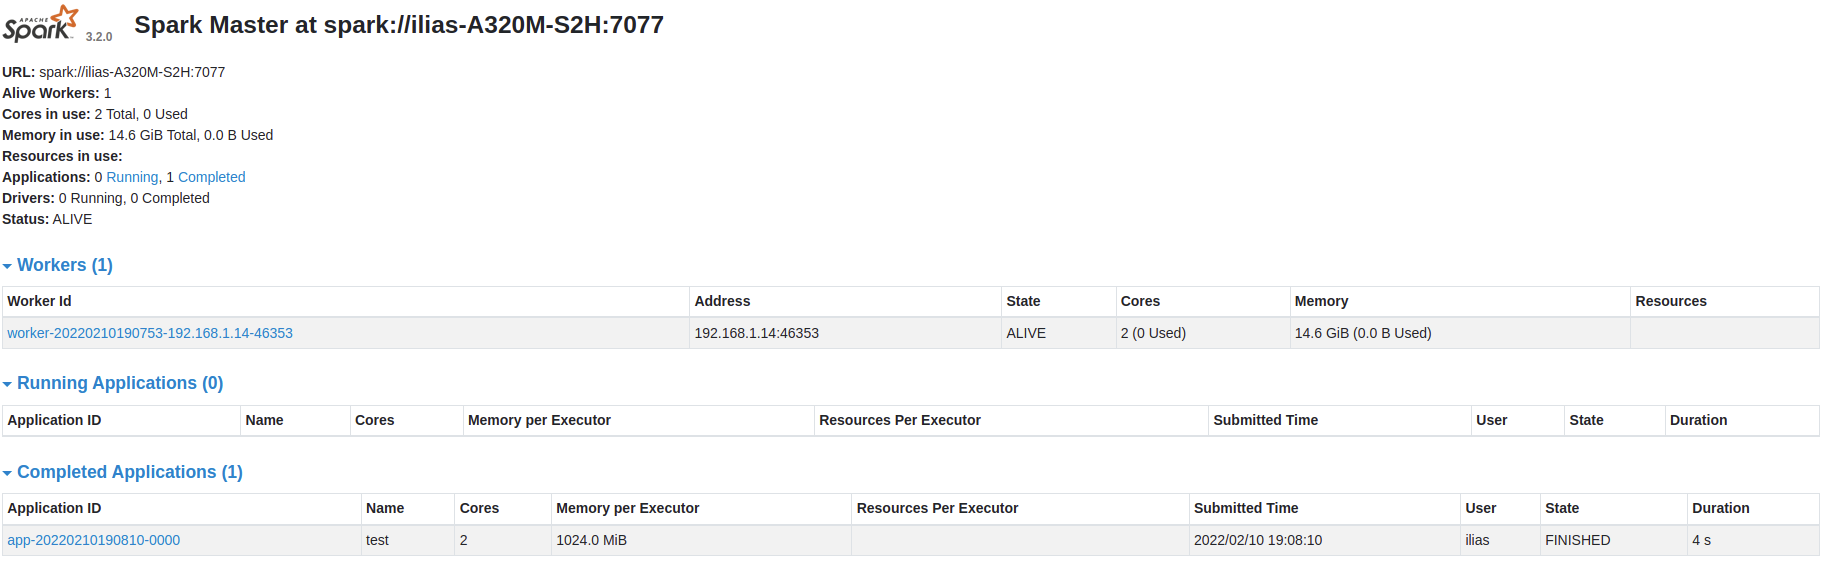 APACHE
Spark 3.2.0 Spark Master at spark://ilias-A320M-S2H:7077
URL: spark://ilias-A320M-S2H:7077
Alive Workers: 1
Cores in use: 2 Total, 0 Used
Memory in use: 14.6 GiB Total, 0.0 B Used
Resources in use:
Applications: 0 Running, 1 Completed
Drivers: 0 Running, 0 Completed
Status: ALIVE
Workers (1)
Worker Id Address State Cores Memory Resources
worker-20220210190753-192.168.1.14-46353 192.168.1.14:46353 ALIVE 2 (0 Used) 14.6 GiB (0.0 B Used)
Running Applications (0)
Application ID Name Cores Memory per Executor Resources Per Executor Submitted Time User State Duration
Completed Applications (1)
Application ID Name Cores Memory per Executor Resources Per Executor Submitted Time User State Duration
app-20220210190810-0000 test 2 1024.0 MiB 2022/02/10 19:08:10 ilias FINISHED 4 s